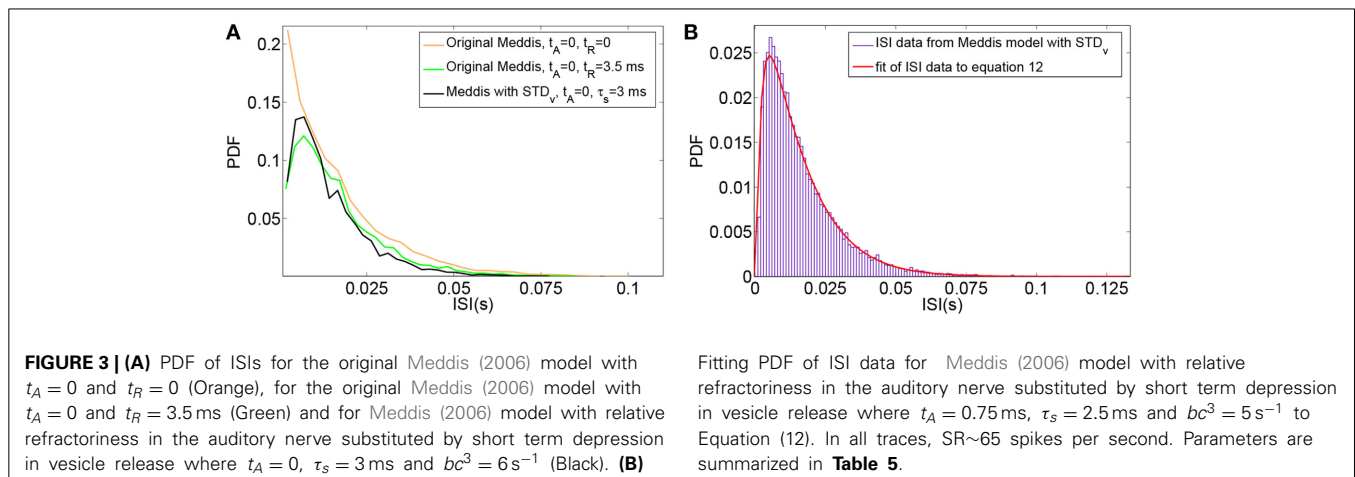 A
0.2
0.15
0.1
0.05
PDF
0.025
0.05
0.075
0.1
ISI(s)
Original Meddis, t_A=0, t_R=0
Original Meddis, t_A=0, t_R=3.5 ms
Meddis with STD_v, t_A=0, τ_s=3 ms
B
0.025
0.02
0.015
0.01
0.005
0
PDF
0
0.025
0.05
0.075
0.1
0.125
ISI(s)
ISI data from Meddis model with STD_v
fit of ISI data to equation 12
FIGURE 3 | (A) PDF of ISIs for the original Meddis (2006) model with
t_A = 0 and t_R = 0 (Orange), for the original Meddis (2006) model with
t_A = 0 and t_R = 3.5 ms (Green) and for Meddis (2006) model with relative
refractoriness in the auditory nerve substituted by short term depression
in vesicle release where t_A = 0, τ_s = 3 ms and bc³ = 6 s⁻¹ (Black). (B)
Fitting PDF of ISI data for Meddis (2006) model with relative
refractoriness in the auditory nerve substituted by short term depression
in vesicle release where t_A = 0.75 ms, τ_s = 2.5 ms and bc³ = 5 s⁻¹ to
Equation (12). In all traces, SR∼65 spikes per second. Parameters are
summarized in Table 5.